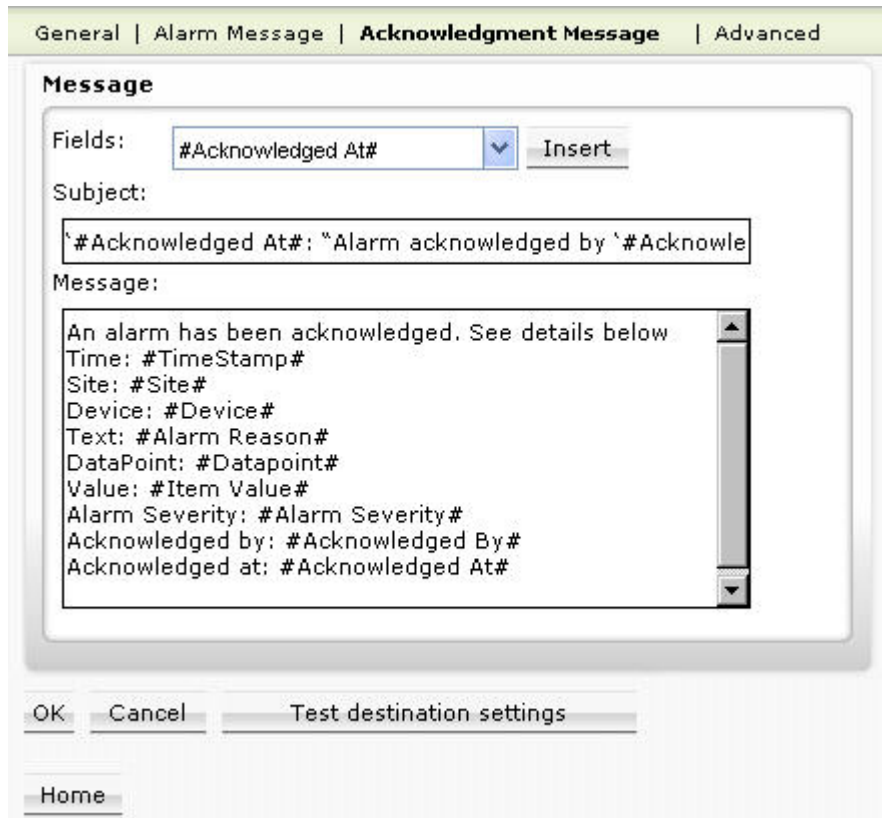 General | Alarm Message | Acknowledgment Message | Advanced
Message
Fields: #Acknowledged At# Insert
Subject:
`#Acknowledged At#: "Alarm acknowledged by `#Acknowle
Message:
An alarm has been acknowledged. See details below
Time: #TimeStamp#
Site: #Site#
Device: #Device#
Text: #Alarm Reason#
DataPoint: #Datapoint#
Value: #Item Value#
Alarm Severity: #Alarm Severity#
Acknowledged by: #Acknowledged By#
Acknowledged at: #Acknowledged At#
OK Cancel Test destination settings
Home